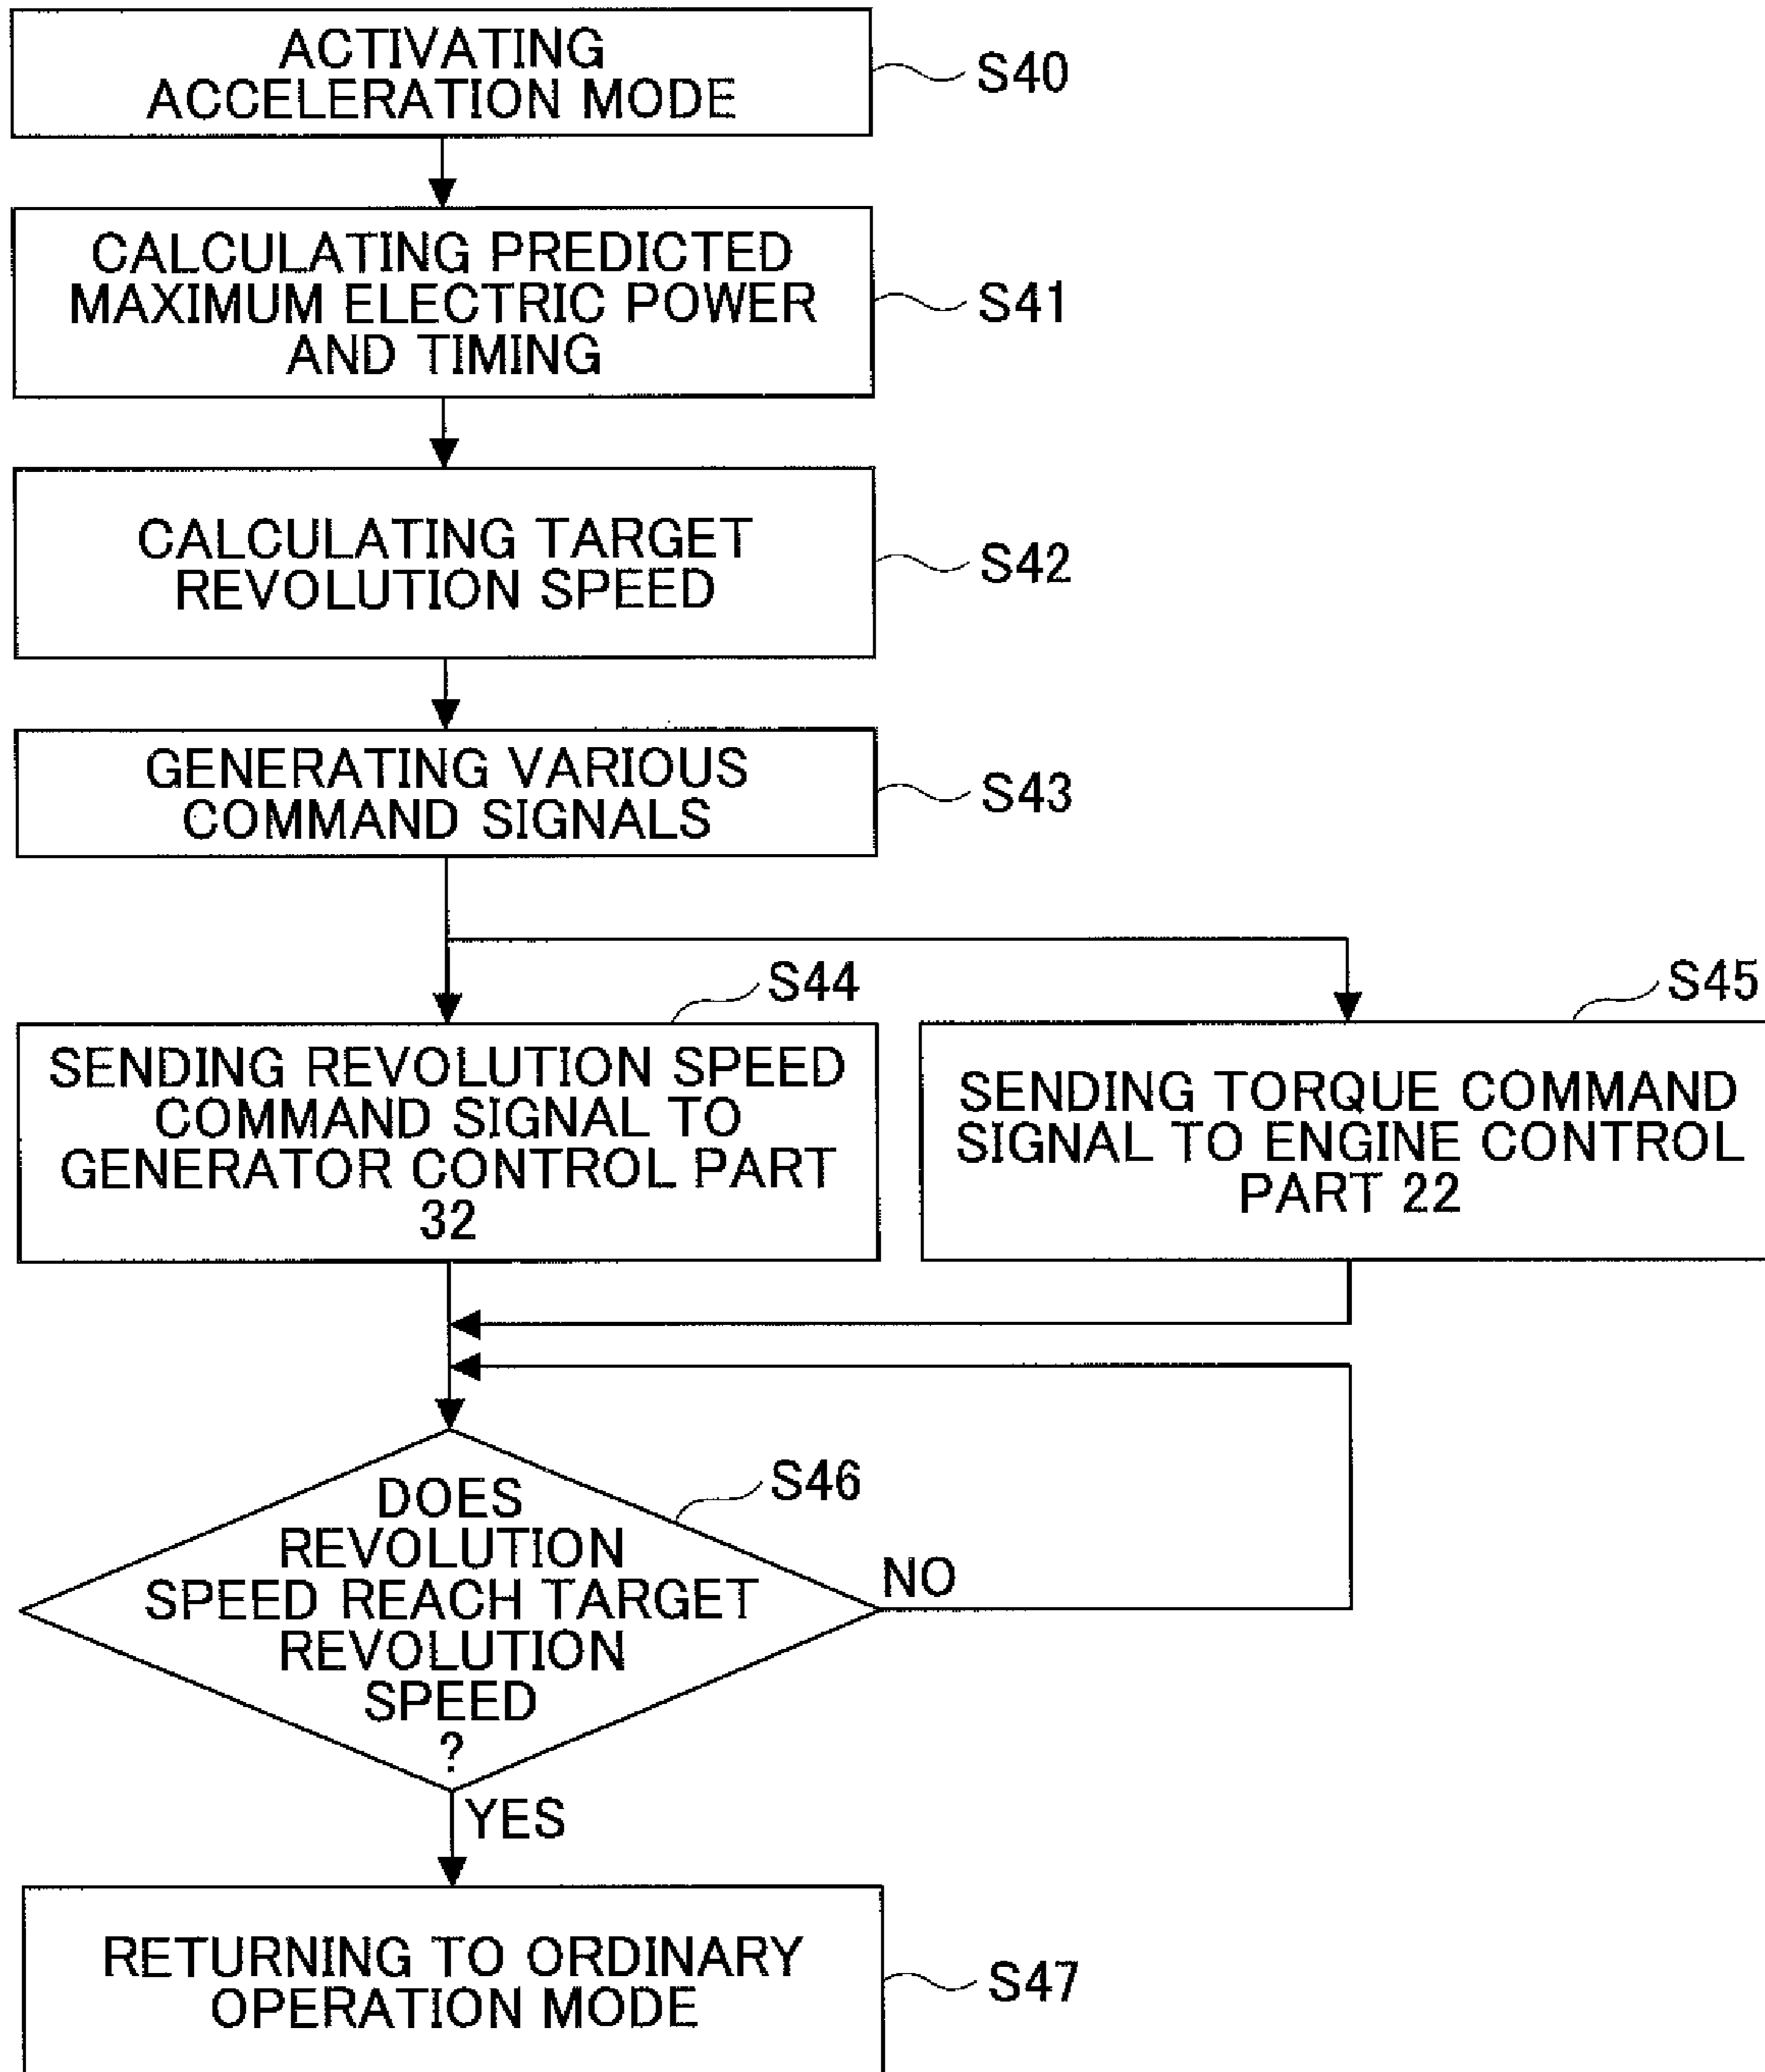 ACTIVATING
ACCELERATION MODE
S40
CALCULATING PREDICTED
MAXIMUM ELECTRIC POWER
AND TIMING
S41
CALCULATING TARGET
REVOLUTION SPEED
S42
GENERATING VARIOUS
COMMAND SIGNALS
S43
S44
SENDING REVOLUTION SPEED
COMMAND SIGNAL TO
GENERATOR CONTROL PART
32
S45
SENDING TORQUE COMMAND
SIGNAL TO ENGINE CONTROL
PART 22
S46
DOES
REVOLUTION
SPEED REACH TARGET
REVOLUTION
SPEED
?
NO
YES
RETURNING TO ORDINARY
OPERATION MODE
S47